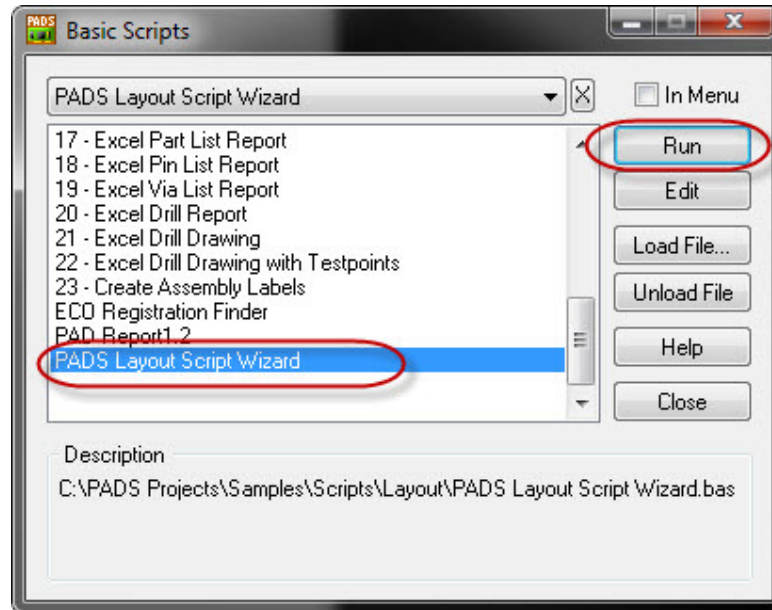 PADS
Basic Scripts
PADS Layout Script Wizard
In Menu
17 - Excel Part List Report
18 - Excel Pin List Report
19 - Excel Via List Report
20 - Excel Drill Report
21 - Excel Drill Drawing
22 - Excel Drill Drawing with Testpoints
23 - Create Assembly Labels
ECO Registration Finder
PAD Report1.2
PADS Layout Script Wizard
Run
Edit
Load File...
Unload File
Help
Close
Description
C:\PADS Projects\Samples\Scripts\Layout\PADS Layout Script Wizard.bas